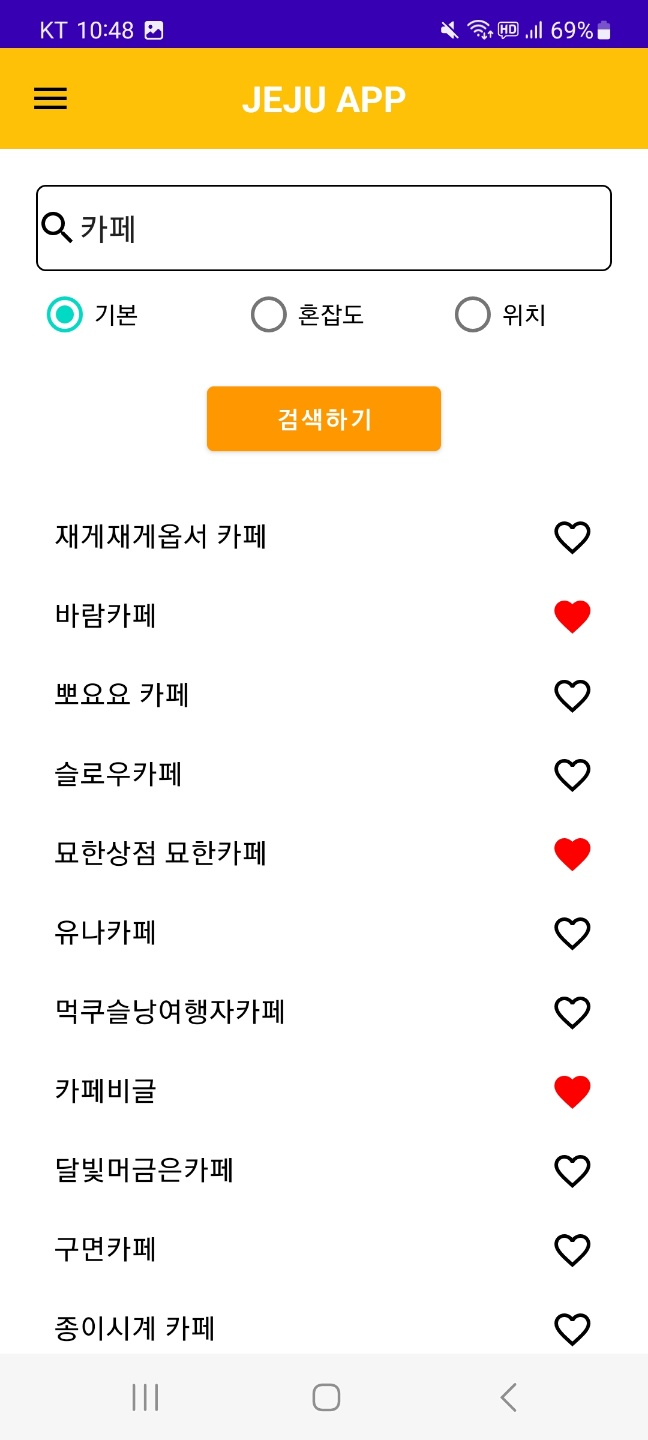 KT 10:48 HD 69%
JEJU APP
카페
기본 혼잡도 위치
검색하기
재게재게옵서 카페
바람카페
뽀요요 카페
슬로우카페
묘한상점 묘한카페
유나카페
먹쿠슬낭여행자카페
카페비글
달빛머금은카페
구면카페
종이시계 카페